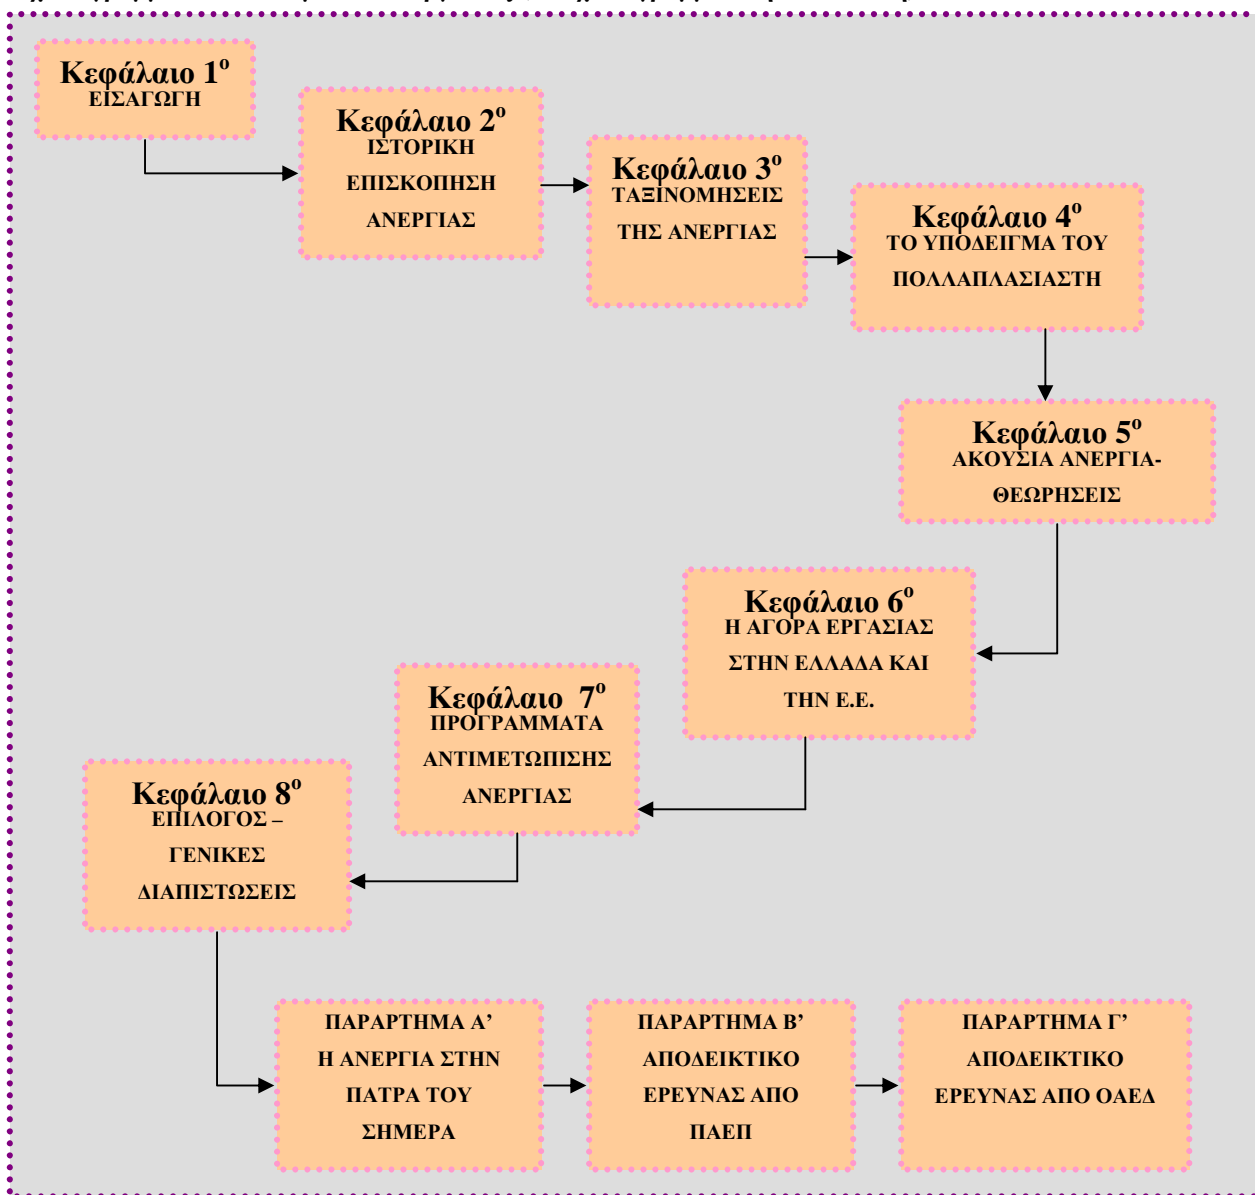 Κεφάλαιο 1ο
ΕΙΣΑΓΩΓΗ
Κεφάλαιο 2ο
ΙΣΤΟΡΙΚΗ
ΕΠΙΣΚΟΠΗΣΗ
ΑΝΕΡΓΙΑΣ
Κεφάλαιο 3ο
ΤΑΞΙΝΟΜΗΣΕΙΣ
ΤΗΣ ΑΝΕΡΓΙΑΣ
Κεφάλαιο 4ο
ΤΟ ΥΠΟΔΕΙΓΜΑ ΤΟΥ
ΠΟΛΛΑΠΛΑΣΙΑΣΤΗ
Κεφάλαιο 5ο
ΑΚΟΥΣΙΑ ΑΝΕΡΓΙΑ-
ΘΕΩΡΗΣΕΙΣ
Κεφάλαιο 6ο
Η ΑΓΟΡΑ ΕΡΓΑΣΙΑΣ
ΣΤΗΝ ΕΛΛΑΔΑ ΚΑΙ
ΤΗΝ Ε.Ε.
Κεφάλαιο 7ο
ΠΡΟΓΡΑΜΜΑΤΑ
ΑΝΤΙΜΕΤΩΠΙΣΗΣ
ΑΝΕΡΓΙΑΣ
Κεφάλαιο 8ο
ΕΠΙΛΟΓΟΣ –
ΓΕΝΙΚΕΣ
ΔΙΑΠΙΣΤΩΣΕΙΣ
ΠΑΡΑΡΤΗΜΑ Α’
Η ΑΝΕΡΓΙΑ ΣΤΗΝ
ΠΑΤΡΑ ΤΟΥ
ΣΗΜΕΡΑ
ΠΑΡΑΡΤΗΜΑ Β’
ΑΠΟΔΕΙΚΤΙΚΟ
ΕΡΕΥΝΑΣ ΑΠΟ
ΠΑΕΠ
ΠΑΡΑΡΤΗΜΑ Γ’
ΑΠΟΔΕΙΚΤΙΚΟ
ΕΡΕΥΝΑΣ ΑΠΟ ΟΑΕΔ